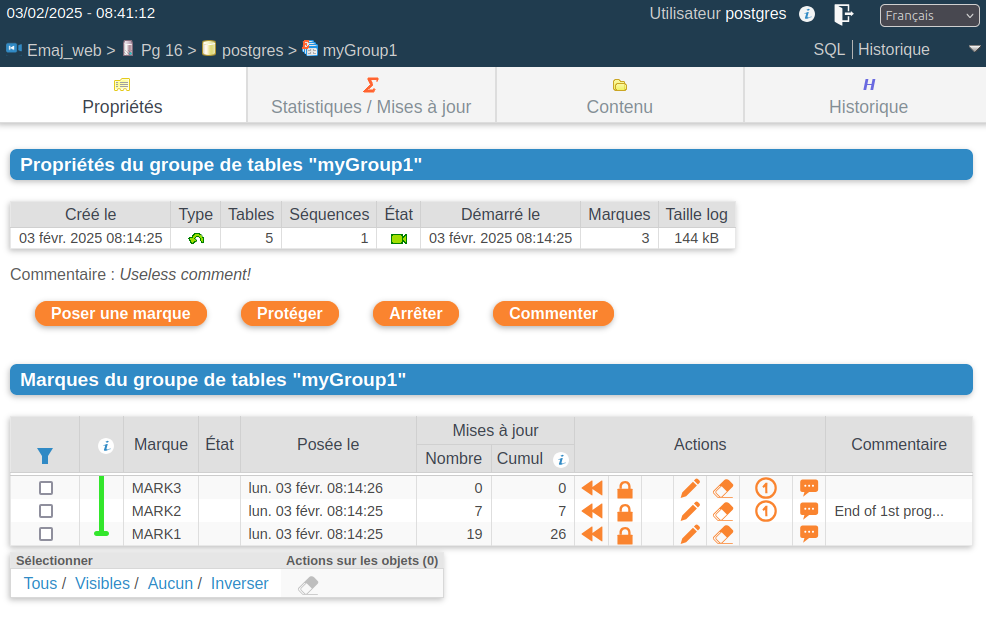 03/02/2025 - 08:41:12
Utilisateur postgres
Français
Emaj_web > Pg 16 > postgres > myGroup1
SQL Historique
Propriétés
Statistiques / Mises à jour
Contenu
Historique
Propriétés du groupe de tables "myGroup1"
Créé le Type Tables Séquences État Démarré le Marques Taille log
03 févr. 2025 08:14:25 5 1 03 févr. 2025 08:14:25 3 144 kB
Commentaire : Useless comment!
Poser une marque
Protéger
Arrêter
Commenter
Marques du groupe de tables "myGroup1"
Marque État Posée le Mises à jour Actions Commentaire
Nombre Cumul
MARK3 lun. 03 févr. 08:14:26 0 0 1
MARK2 lun. 03 févr. 08:14:25 7 7 1 End of 1st prog...
MARK1 lun. 03 févr. 08:14:25 19 26
Sélectionner Actions sur les objets (0)
Tous / Visibles / Aucun / Inverser